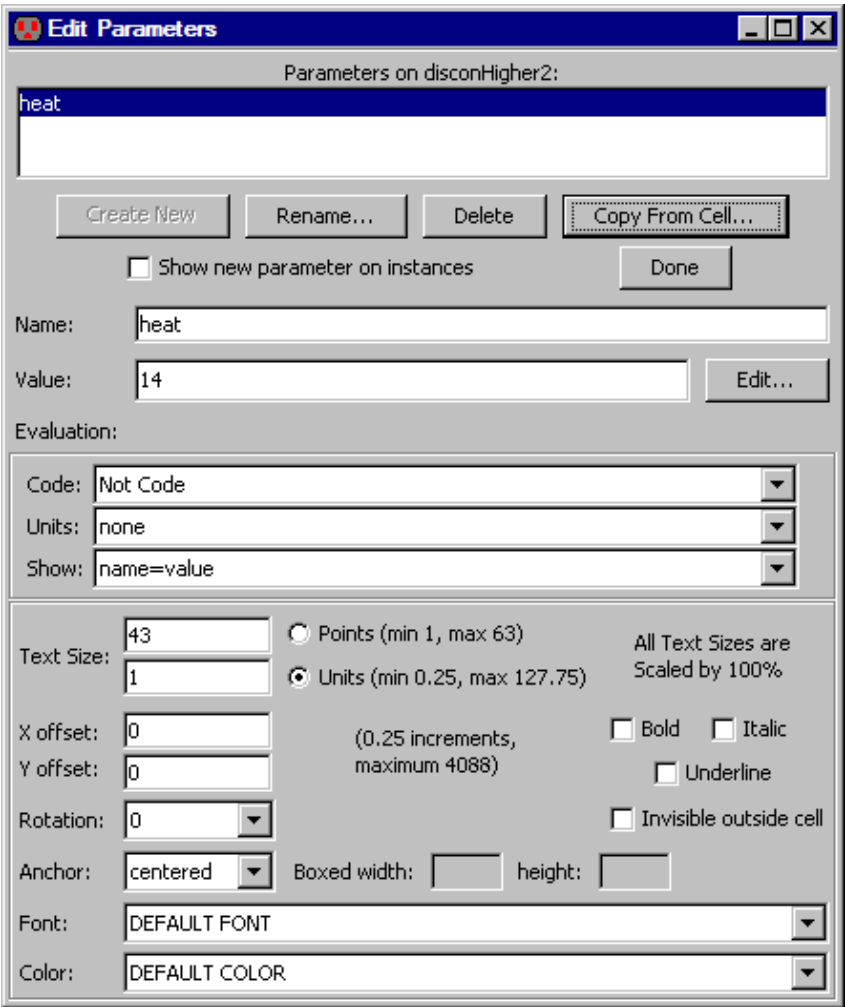 Edit Parameters
Parameters on disconHigher2:
heat
Create New Rename... Delete Copy From Cell...
Show new parameter on instances Done
Name: heat
Value: 14 Edit...
Evaluation:
Code: Not Code
Units: none
Show: name=value
Text Size: 43 Points (min 1, max 63) All Text Sizes are
1 Units (min 0.25, max 127.75) Scaled by 100%
X offset: 0 (0.25 increments, Bold Italic
Y offset: 0 maximum 4088) Underline
Rotation: 0 Invisible outside cell
Anchor: centered Boxed width: height:
Font: DEFAULT FONT
Color: DEFAULT COLOR